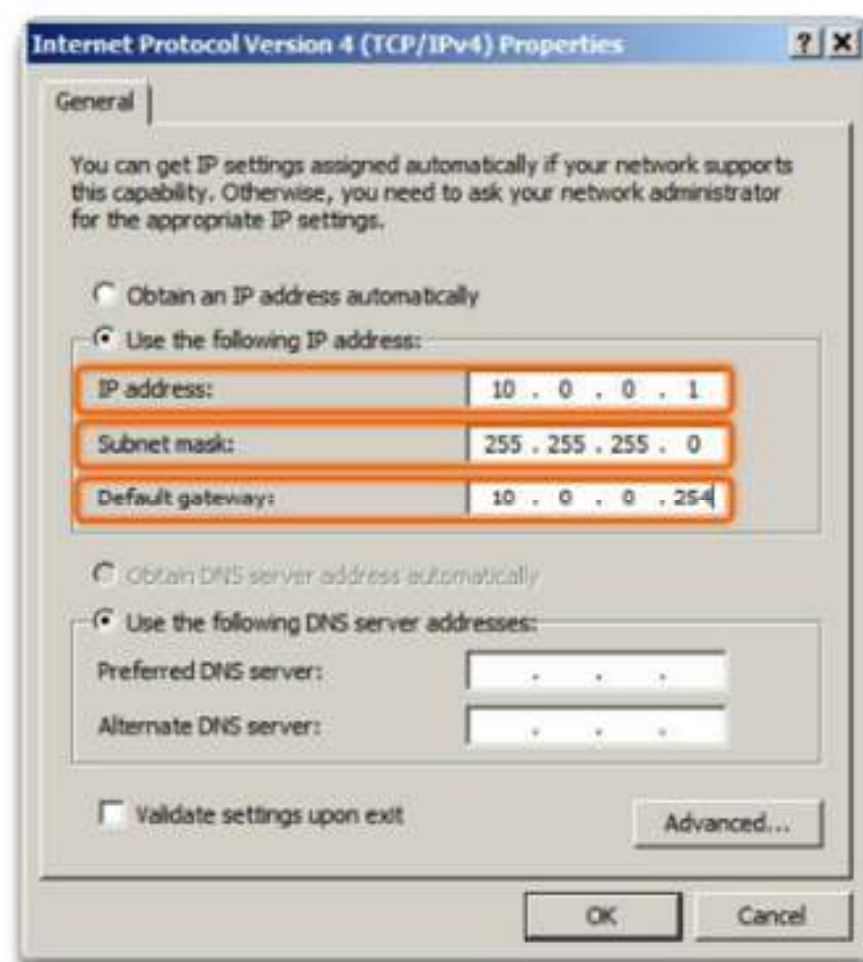 Internet Protocol Version 4 (TCP/IPv4) Properties
General
You can get IP settings assigned automatically if your network supports
this capability. Otherwise, you need to ask your network administrator
for the appropriate IP settings.
Obtain an IP address automatically
Use the following IP address:
IP address: 10 . 0 . 0 . 1
Subnet mask: 255 . 255 . 255 . 0
Default gateway: 10 . 0 . 0 . 254
Obtain DNS server address automatically
Use the following DNS server addresses:
Preferred DNS server: . . .
Alternate DNS server: . . .
Validate settings upon exit
Advanced...
OK Cancel